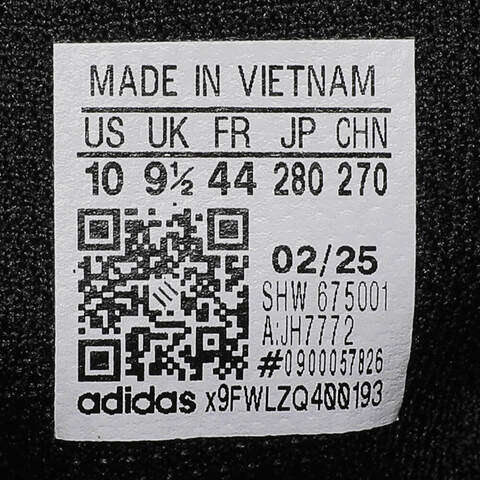 MADE IN VIETNAM
US UK FR JP CHN
10 9½ 44 280 270
02/25
SHW 675001
A:JH7772
#0900057826
adidas x9FWLZQ400193